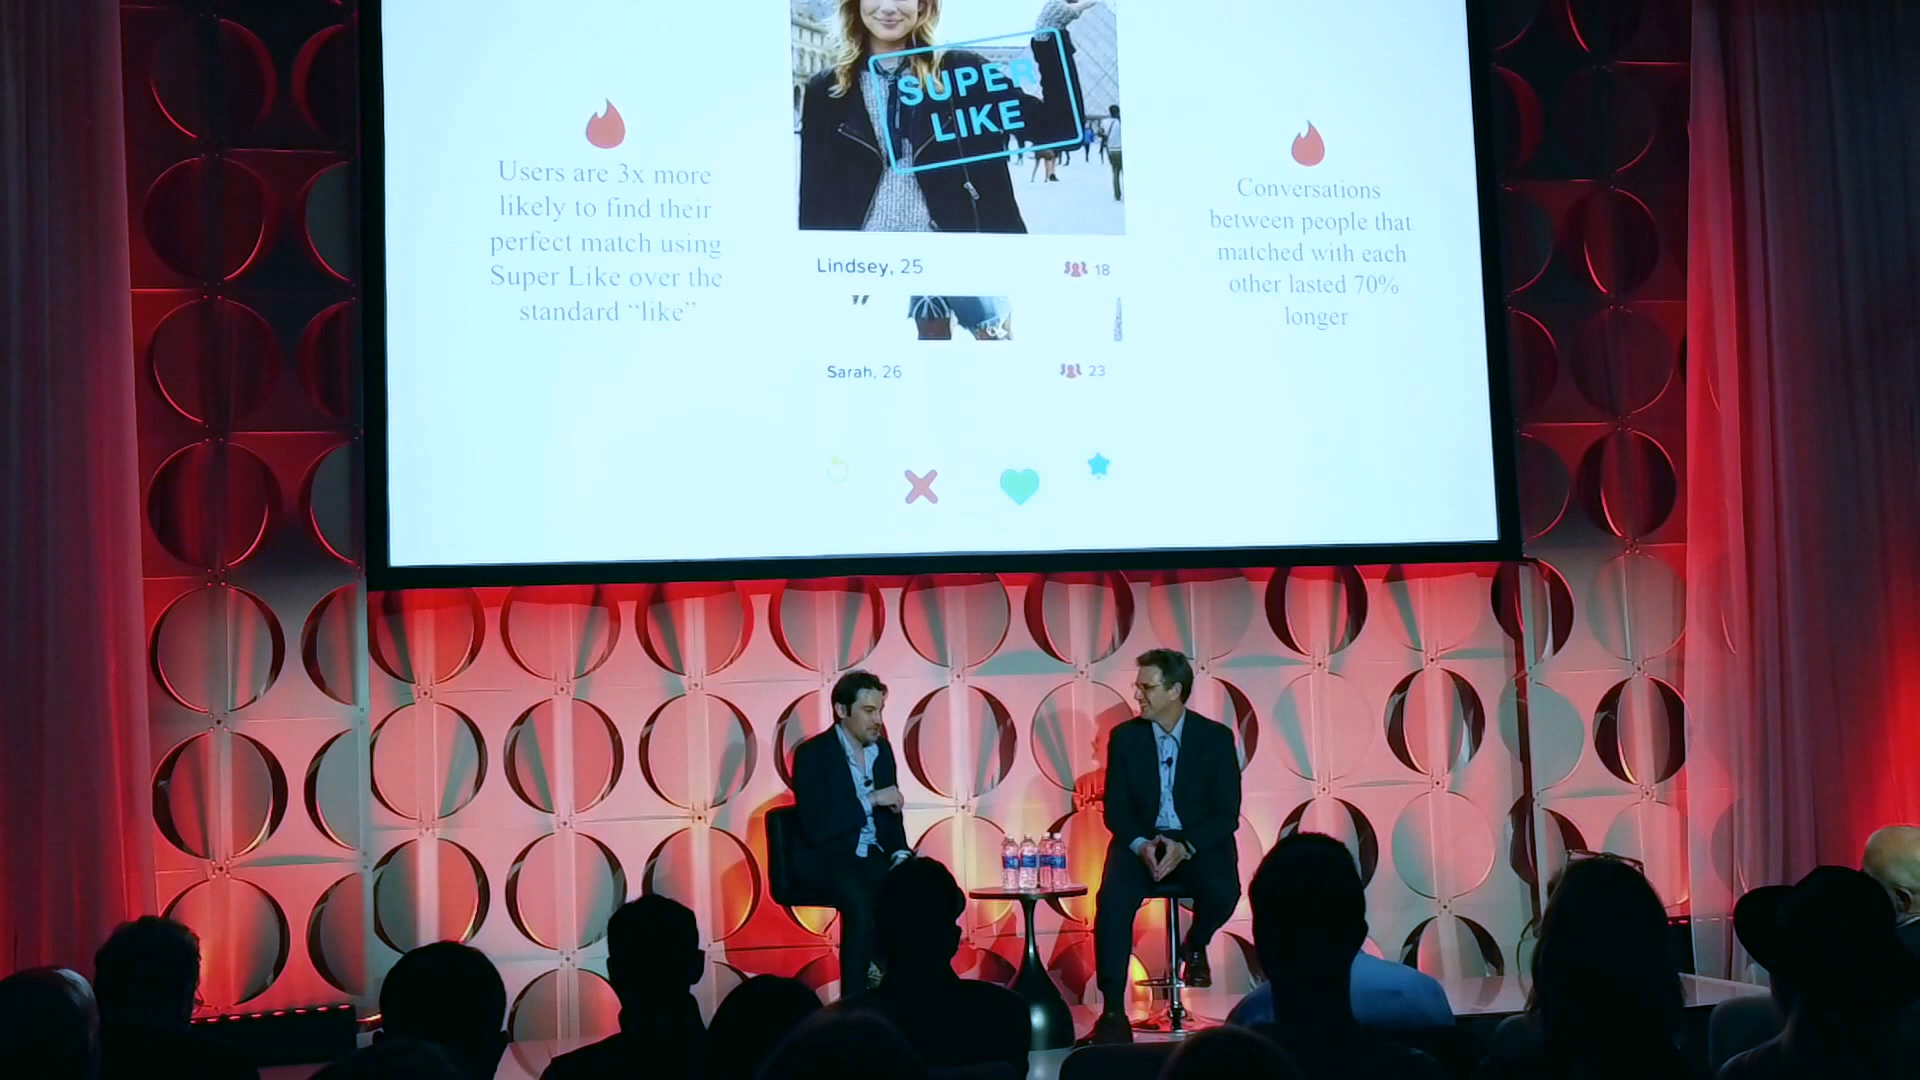 SUPER
LIKE
Users are 3x more
likely to find their
perfect match using
Super Like over the
standard “like”
Lindsey, 25
18
"
Sarah, 26
23
Conversations
between people that
matched with each
other lasted 70%
longer